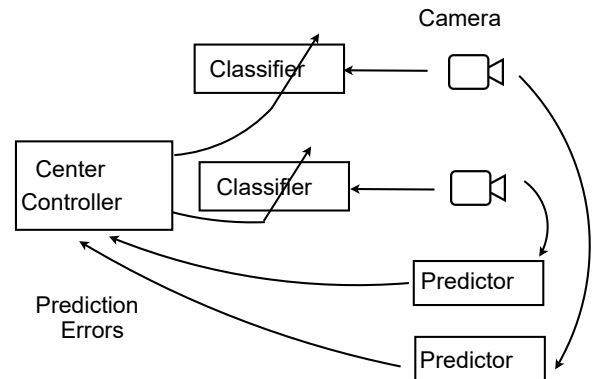 Camera
Classifier
Center
Controller
Classifier
Predictor
Prediction
Errors
Predictor